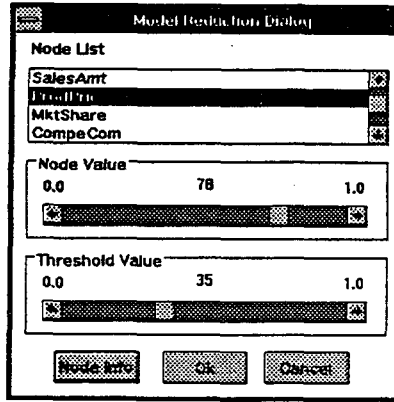 Model Reduction Dialog
Node List
SalesAmt
ProdPric
MktShare
CompeCom
Node Value
0.0 78 1.0
Threshold Value
0.0 35 1.0
Node Info Ok Cancel